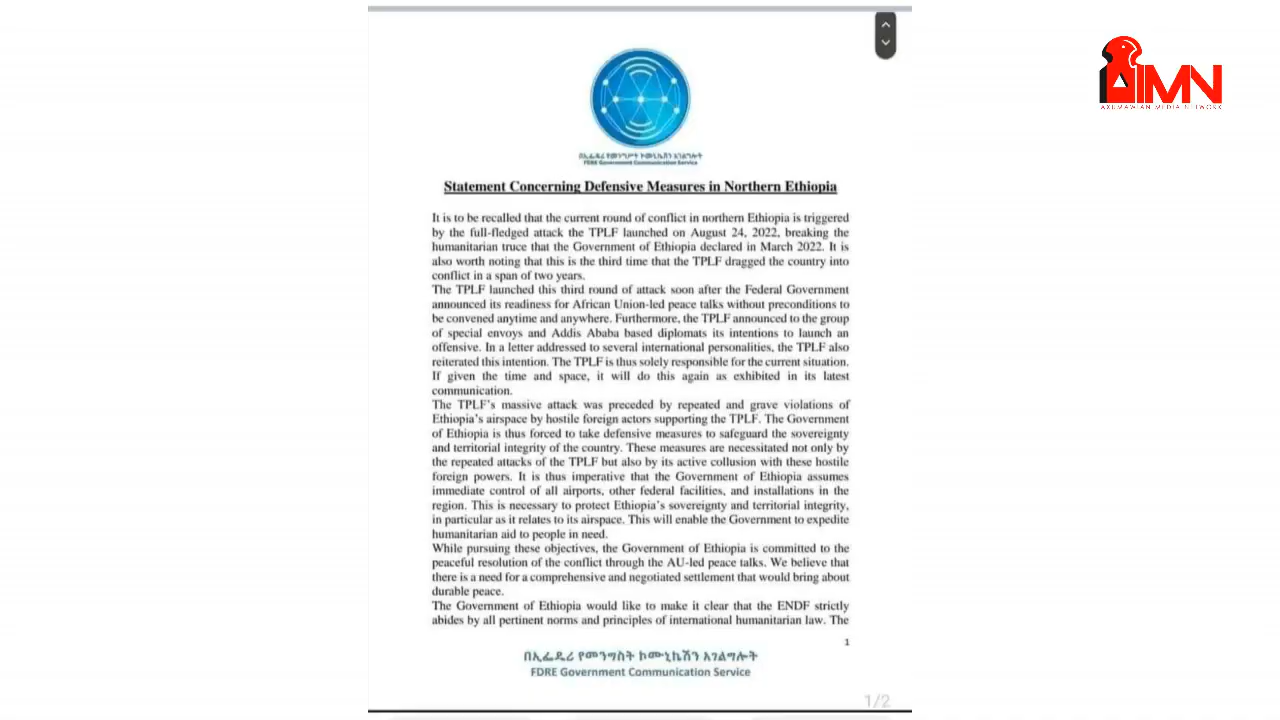 AIMN
AXUMAWIAN MEDIA NETWORK
በኢፌዴሪ የመንግሥት ኮሙኒኬሽን አገልግሎት
FDRE Government Communication Service
Statement Concerning Defensive Measures in Northern Ethiopia
It is to be recalled that the current round of conflict in northern Ethiopia is triggered
by the full-fledged attack the TPLF launched on August 24, 2022, breaking the
humanitarian truce that the Government of Ethiopia declared in March 2022. It is
also worth noting that this is the third time that the TPLF dragged the country into
conflict in a span of two years.
The TPLF launched this third round of attack soon after the Federal Government
announced its readiness for African Union-led peace talks without preconditions to
be convened anytime and anywhere. Furthermore, the TPLF announced to the group
of special envoys and Addis Ababa based diplomats its intentions to launch an
offensive. In a letter addressed to several international personalities, the TPLF also
reiterated this intention. The TPLF is thus solely responsible for the current situation.
If given the time and space, it will do this again as exhibited in its latest
communication.
The TPLF's massive attack was preceded by repeated and grave violations of
Ethiopia's airspace by hostile foreign actors supporting the TPLF. The Government
of Ethiopia is thus forced to take defensive measures to safeguard the sovereignty
and territorial integrity of the country. These measures are necessitated not only by
the repeated attacks of the TPLF but also by its active collusion with these hostile
foreign powers. It is thus imperative that the Government of Ethiopia assumes
immediate control of all airports, other federal facilities, and installations in the
region. This is necessary to protect Ethiopia's sovereignty and territorial integrity,
in particular as it relates to its airspace. This will enable the Government to expedite
humanitarian aid to people in need.
While pursuing these objectives, the Government of Ethiopia is committed to the
peaceful resolution of the conflict through the AU-led peace talks. We believe that
there is a need for a comprehensive and negotiated settlement that would bring about
durable peace.
The Government of Ethiopia would like to make it clear that the ENDF strictly
abides by all pertinent norms and principles of international humanitarian law. The
1
በኢፌዴሪ የመንግስት ኮሙኒኬሽን አገልግሎት
FDRE Government Communication Service
1/2